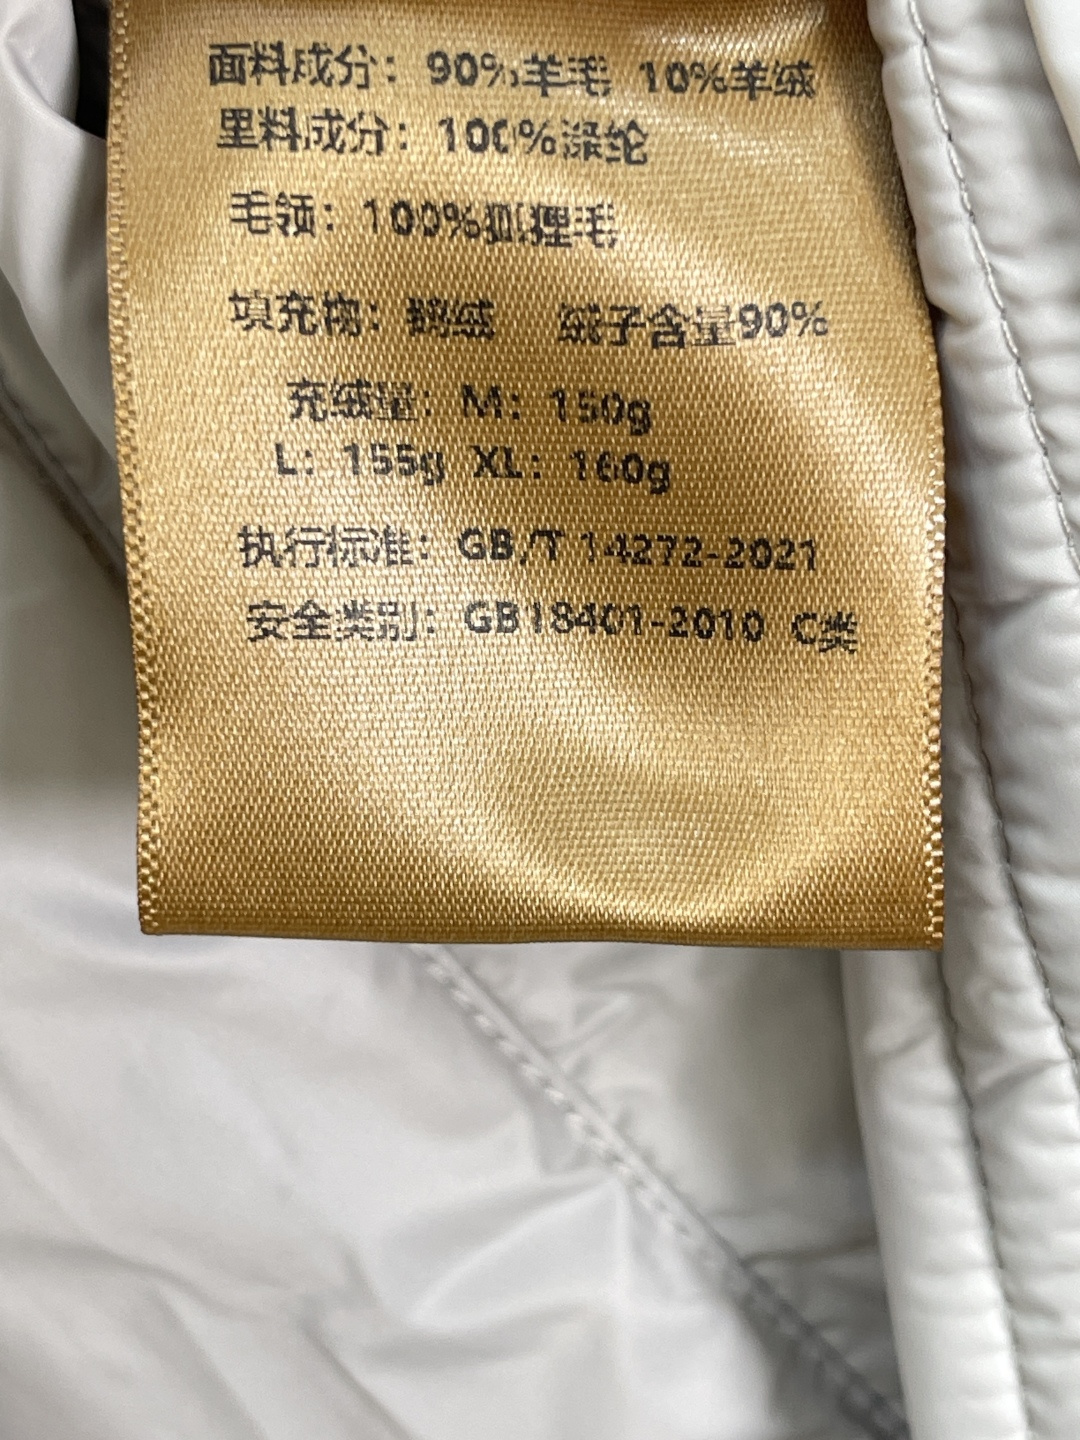 面料成分：90%羊毛 10%羊绒
里料成分：100%涤纶
毛领：100%狐狸毛
填充物：鹅绒 绒子含量90%
充绒量：M：150g
L：155g XL：160g
执行标准：GB/T 14272-2021
安全类别：GB18401-2010 C类